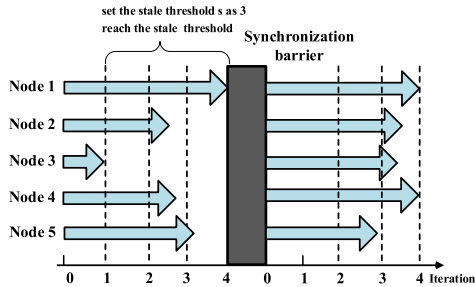 set the stale threshold s as 3
reach the stale threshold
Synchronization
barrier
Node 1
Node 2
Node 3
Node 4
Node 5
0 1 2 3 4 0 1 2 3 4 Iteration